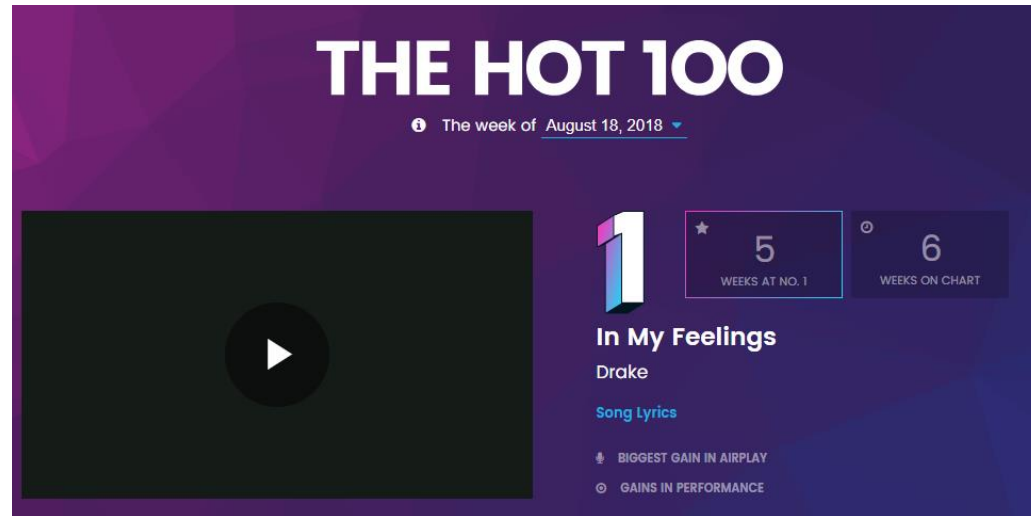 THE HOT 100
The week of August 18, 2018
1
5
WEEKS AT NO. 1
6
WEEKS ON CHART
In My Feelings
Drake
Song Lyrics
BIGGEST GAIN IN AIRPLAY
GAINS IN PERFORMANCE